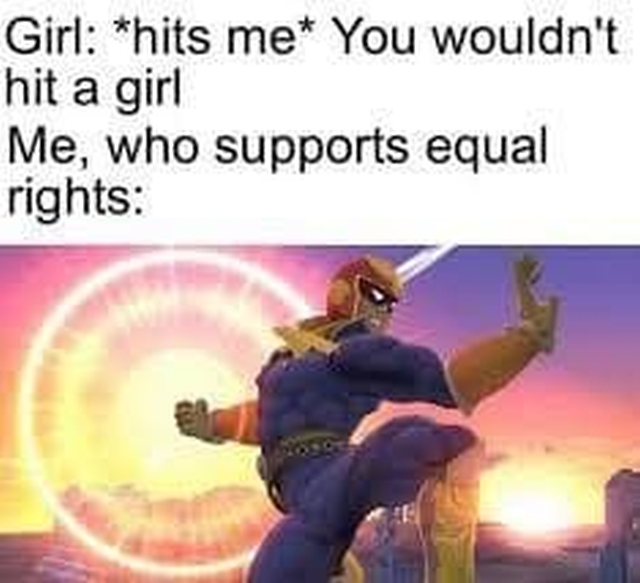 Girl: *hits me* You wouldn't
hit a girl
Me, who supports equal
rights: